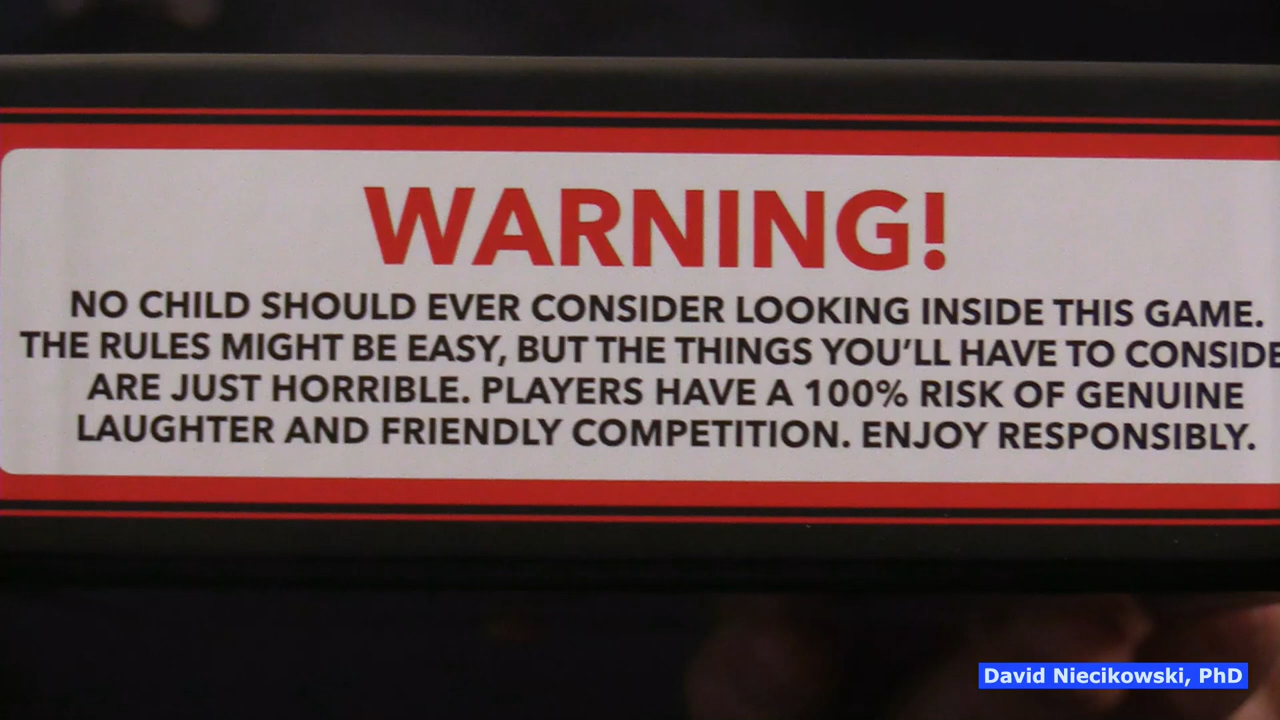 WARNING!
NO CHILD SHOULD EVER CONSIDER LOOKING INSIDE THIS GAME.
THE RULES MIGHT BE EASY, BUT THE THINGS YOU'LL HAVE TO CONSIDE
ARE JUST HORRIBLE. PLAYERS HAVE A 100% RISK OF GENUINE
LAUGHTER AND FRIENDLY COMPETITION. ENJOY RESPONSIBLY.
David Niecikowski, PhD